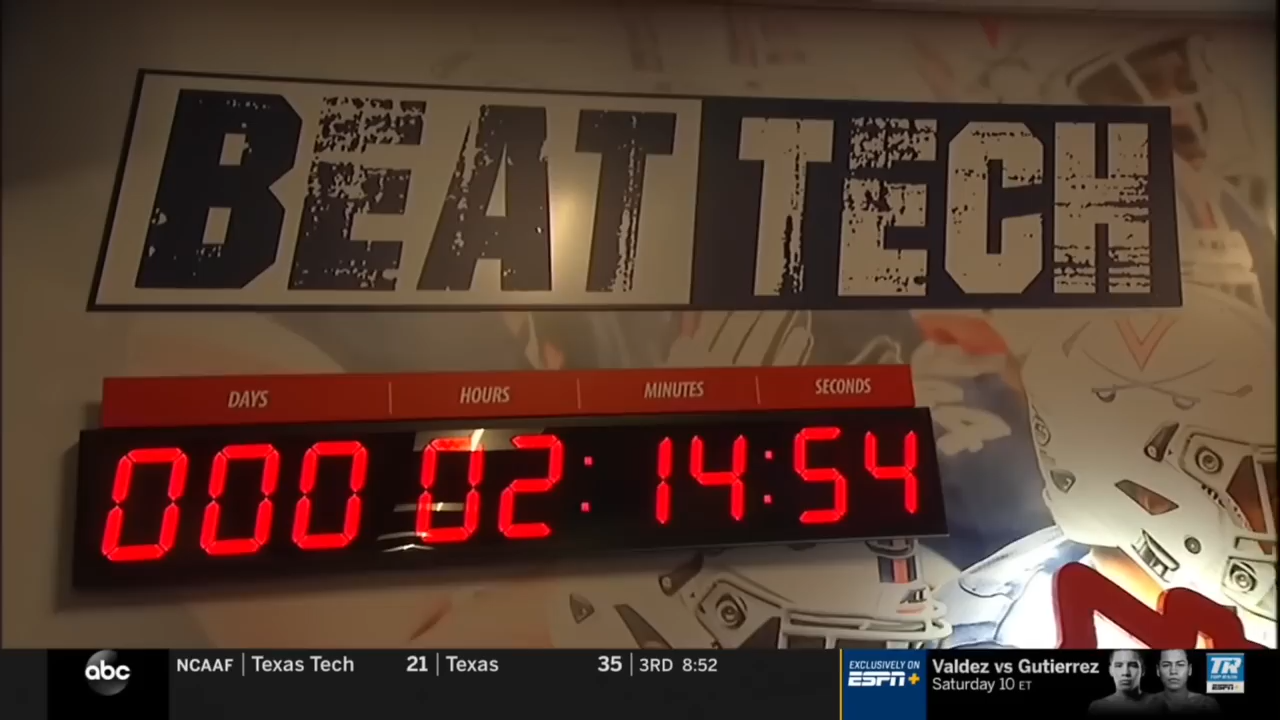 BEAT TECH
DAYS HOURS MINUTES SECONDS
000 02:14:54
abc NCAAF Texas Tech 21 Texas 35 3RD 8:52
EXCLUSIVELY ON
ESPN+
Valdez vs Gutierrez
Saturday 10 ET
TR
ESPN+